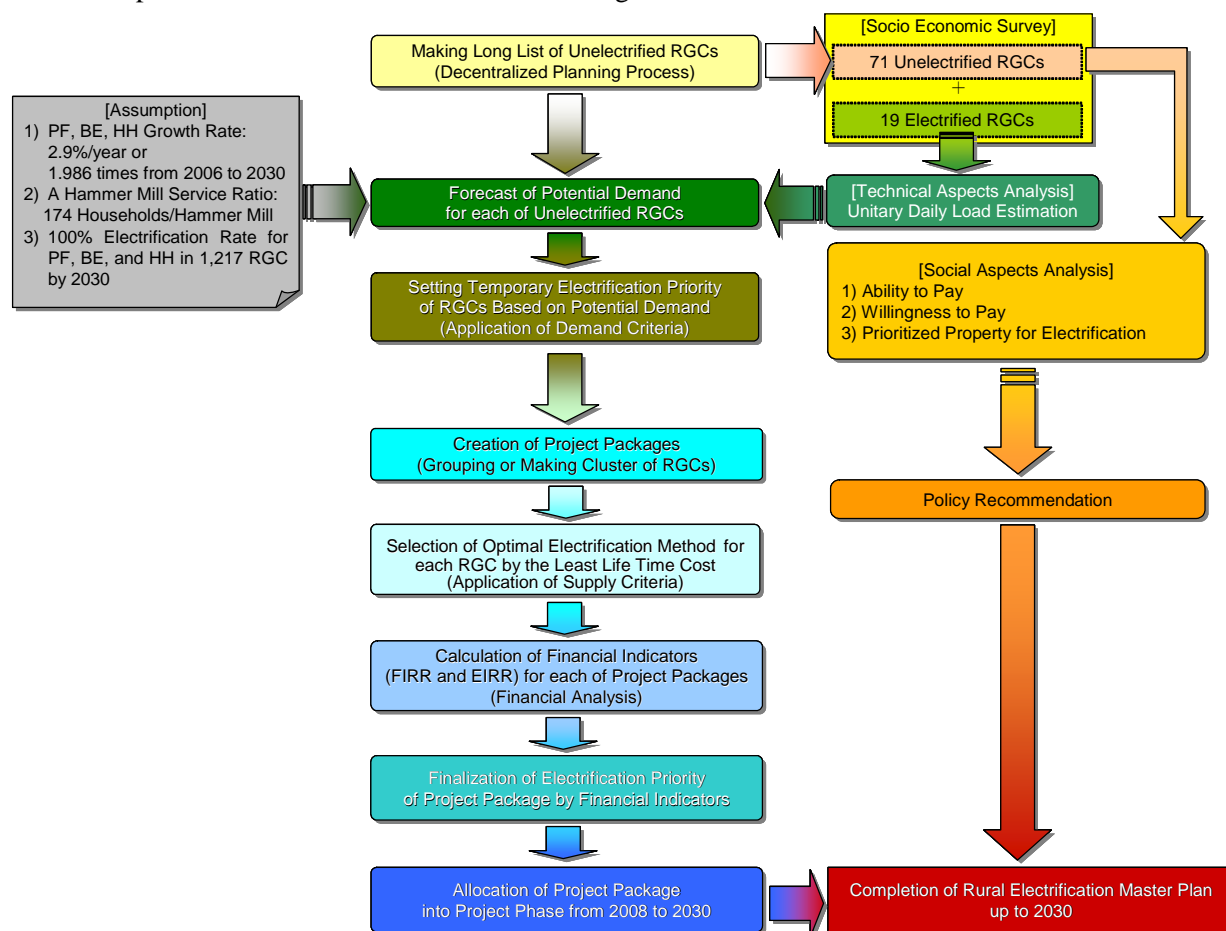 Making Long List of Unelectrified RGCs
(Decentralized Planning Process)
[Socio Economic Survey]
71 Unelectrified RGCs
+
19 Electrified RGCs
[Assumption]
1) PF, BE, HH Growth Rate:
2.9%/year or
1.986 times from 2006 to 2030
2) A Hammer Mill Service Ratio:
174 Households/Hammer Mill
3) 100% Electrification Rate for
PF, BE, and HH in 1,217 RGC
by 2030
Forecast of Potential Demand
for each of Unelectrified RGCs
[Technical Aspects Analysis]
Unitary Daily Load Estimation
Setting Temporary Electrification Priority
of RGCs Based on Potential Demand
(Application of Demand Criteria)
[Social Aspects Analysis]
1) Ability to Pay
2) Willingness to Pay
3) Prioritized Property for Electrification
Creation of Project Packages
(Grouping or Making Cluster of RGCs)
Policy Recommendation
Selection of Optimal Electrification Method for
each RGC by the Least Life Time Cost
(Application of Supply Criteria)
Calculation of Financial Indicators
(FIRR and EIRR) for each of Project Packages
(Financial Analysis)
Finalization of Electrification Priority
of Project Package by Financial Indicators
Allocation of Project Package
into Project Phase from 2008 to 2030
Completion of Rural Electrification Master Plan
up to 2030